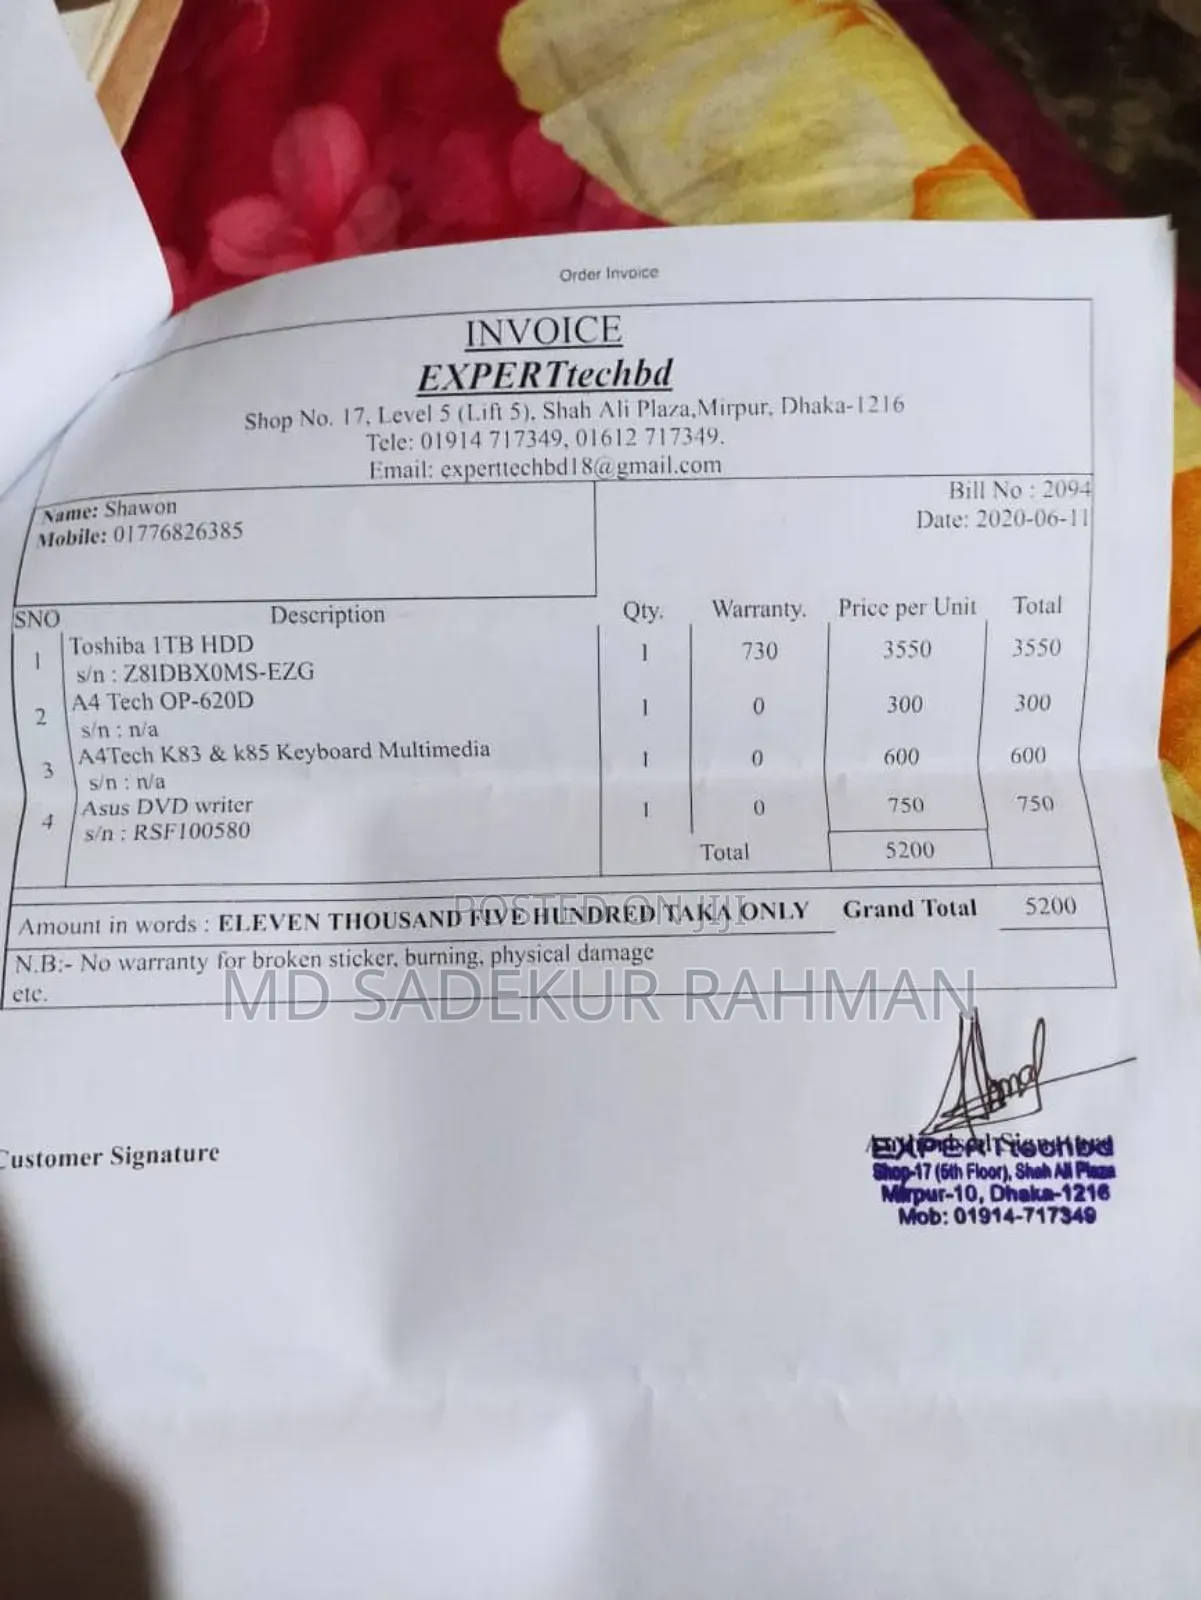 Order Invoice
INVOICE
EXPERTtechbd
Shop No. 17, Level 5 (Lift 5), Shah Ali Plaza,Mirpur, Dhaka-1216
Tele: 01914 717349, 01612 717349.
Email: experttechbd18@gmail.com
Name: Shawon
Mobile: 01776826385
Bill No : 2094
Date: 2020-06-11
SNO Description Qty. Warranty. Price per Unit Total
1 Toshiba 1TB HDD 1 730 3550 3550
s/n : Z8IDBX0MS-EZG
2 A4 Tech OP-620D 1 0 300 300
s/n : n/a
3 A4Tech K83 & k85 Keyboard Multimedia 1 0 600 600
s/n : n/a
4 Asus DVD writer 1 0 750 750
s/n : RSF100580
Total 5200
Amount in words : ELEVEN THOUSAND FIVE HUNDRED TAKA ONLY Grand Total 5200
POSTED ON JIJI
N.B:- No warranty for broken sticker, burning, physical damage
etc.
MD SADEKUR RAHMAN
Customer Signature
EXPERTtechbd
Shop-17 (5th Floor), Shah Ali Plaza
Mirpur-10, Dhaka-1216
Mob: 01914-717349